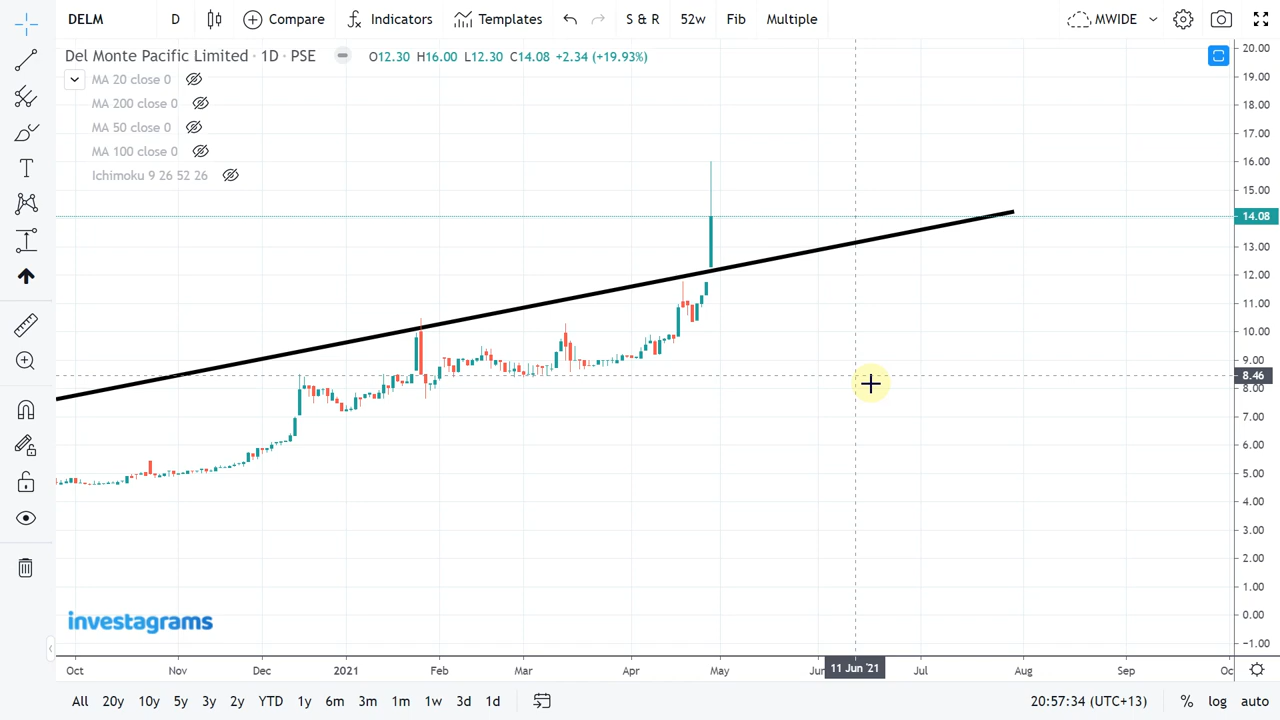 DELM D Compare Indicators Templates S & R 52w Fib Multiple MWIDE
Del Monte Pacific Limited · 1D · PSE O12.30 H16.00 L12.30 C14.08 +2.34 (+19.93%)
MA 20 close 0
MA 200 close 0
MA 50 close 0
MA 100 close 0
Ichimoku 9 26 52 26
20.00
19.00
18.00
17.00
16.00
15.00
14.08
13.00
12.00
11.00
10.00
9.00
8.46
8.00
7.00
6.00
5.00
4.00
3.00
2.00
1.00
0.00
−1.00
investagrams
Oct Nov Dec 2021 Feb Mar Apr May Jun 11 Jun '21 Jul Aug Sep Oc
All 20y 10y 5y 3y 2y YTD 1y 6m 3m 1m 1w 3d 1d 20:57:34 (UTC+13) % log auto